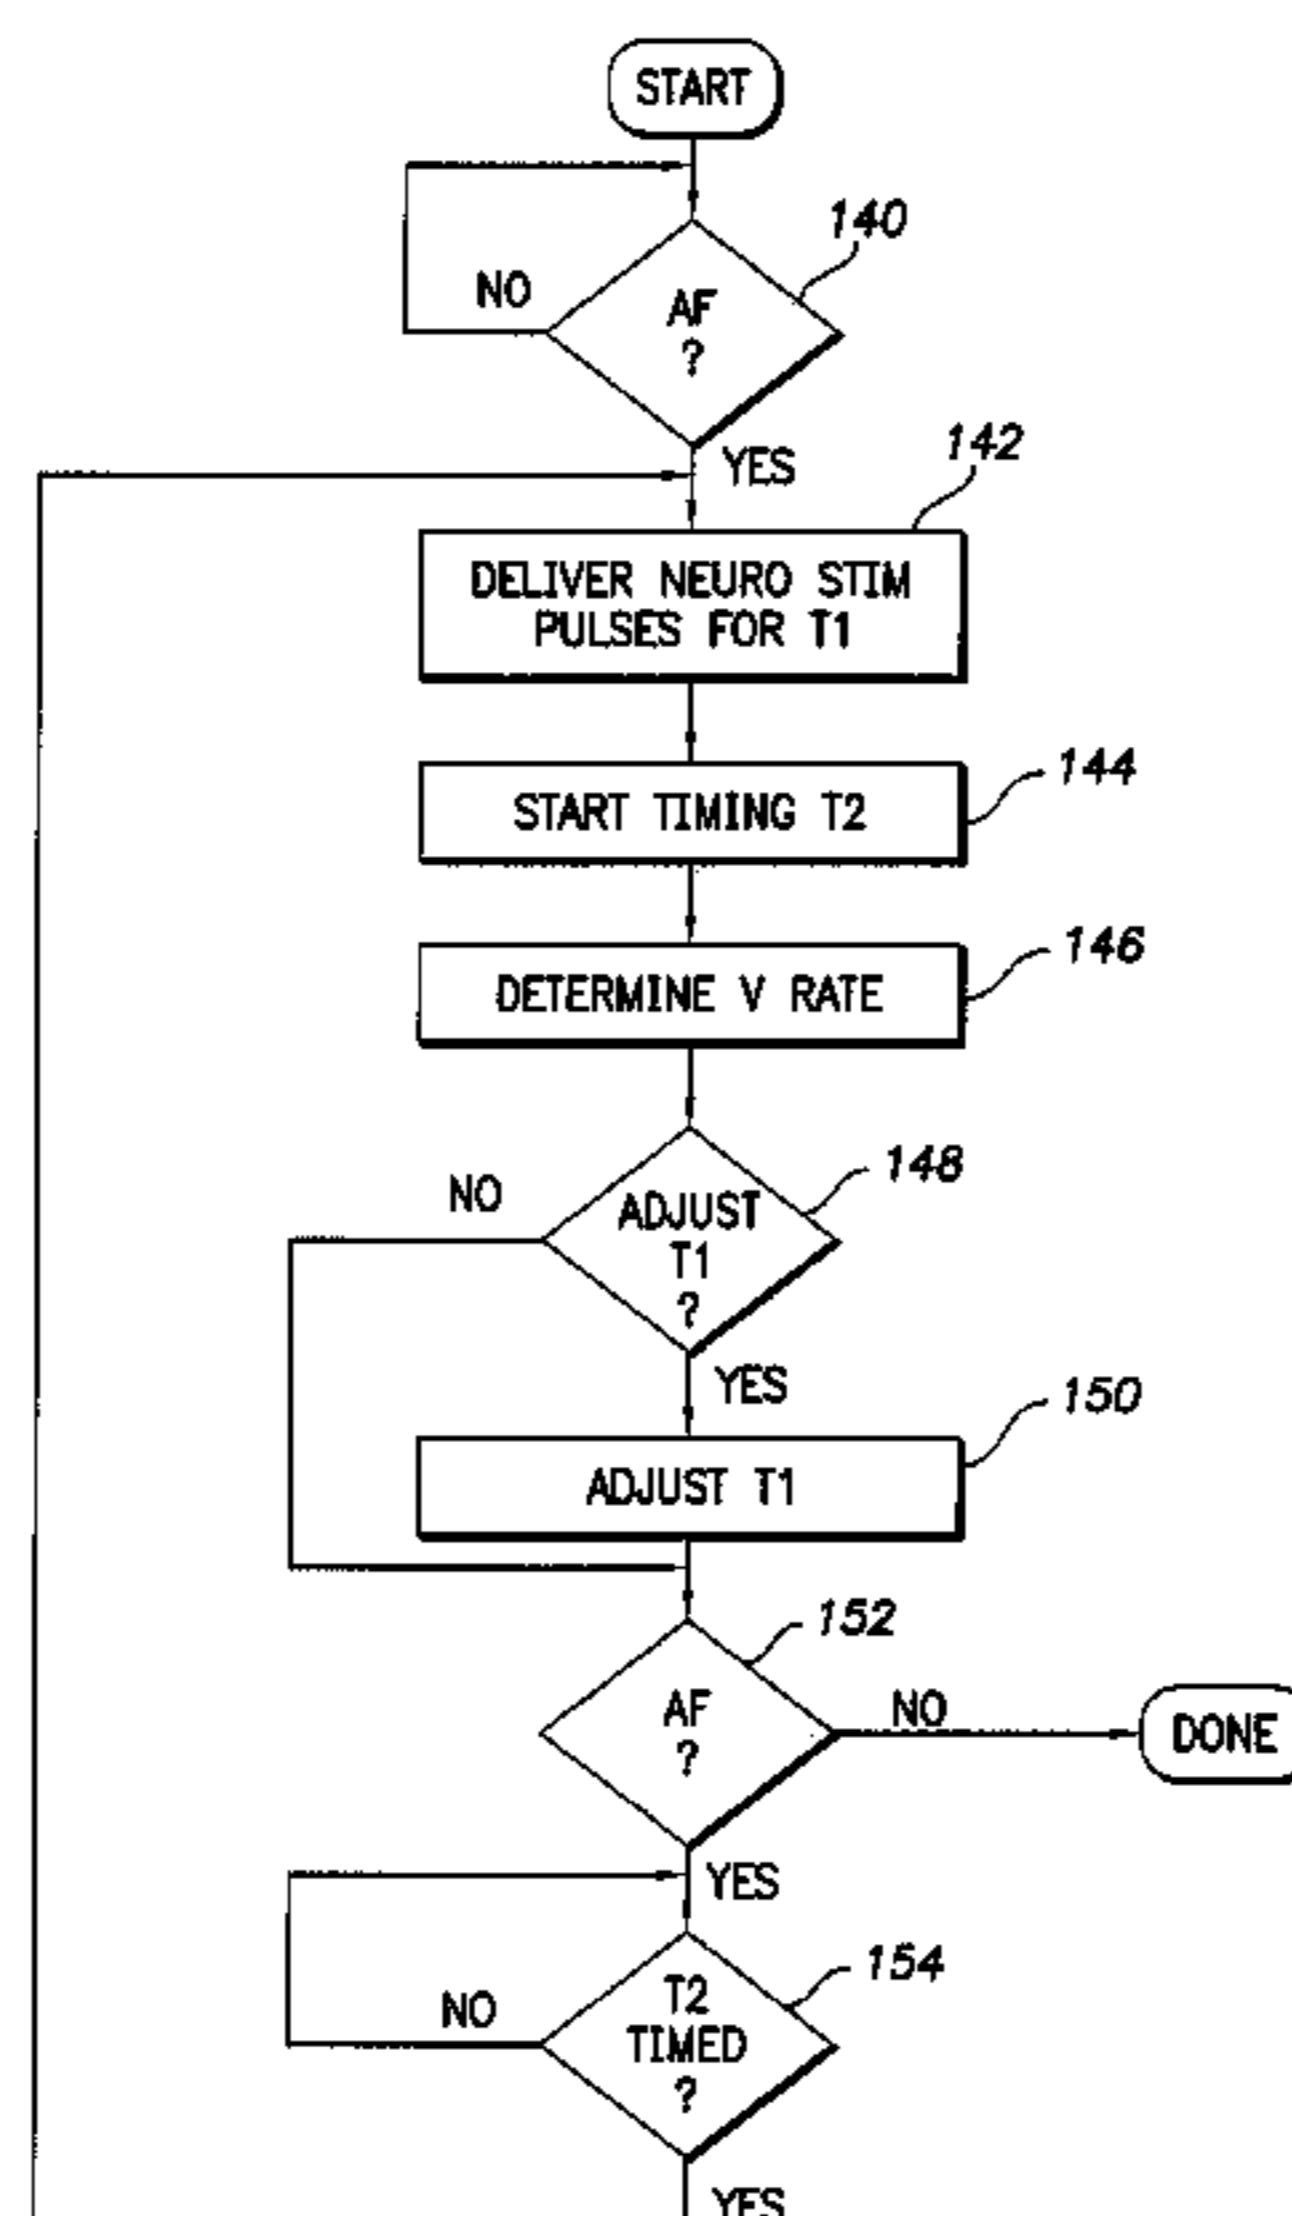 START
140
NO
AF
?
YES
142
DELIVER NEURO STIM
PULSES FOR T1
144
START TIMING T2
146
DETERMINE V RATE
148
NO
ADJUST
T1
?
YES
150
ADJUST T1
152
AF
?
NO
DONE
YES
154
T2
TIMED
?
NO
YES